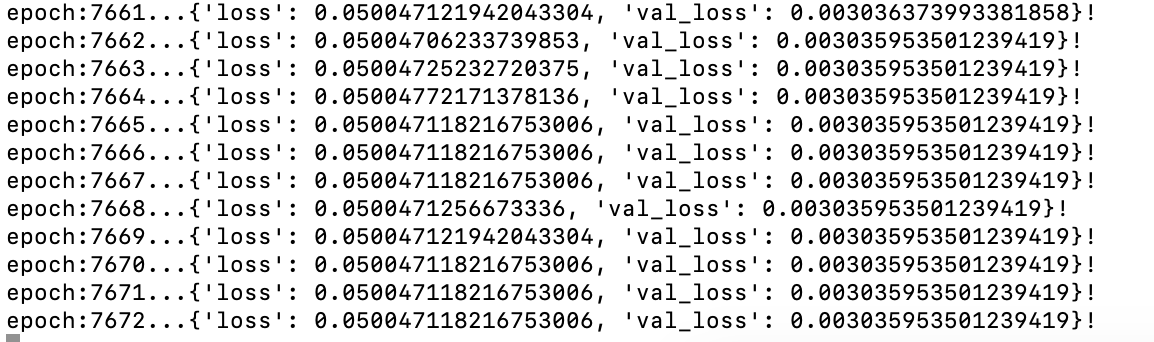 epoch:7661...{'loss': 0.050047121942043304, 'val_loss': 0.0030363739933818​58}!
epoch:7662...{'loss': 0.05004706233739853, 'val_loss': 0.003035953501239419}!
epoch:7663...{'loss': 0.05004725232720375, 'val_loss': 0.003035953501239419}!
epoch:7664...{'loss': 0.05004772171378136, 'val_loss': 0.003035953501239419}!
epoch:7665...{'loss': 0.050047118216753006, 'val_loss': 0.003035953501239419}!
epoch:7666...{'loss': 0.050047118216753006, 'val_loss': 0.003035953501239419}!
epoch:7667...{'loss': 0.050047118216753006, 'val_loss': 0.003035953501239419}!
epoch:7668...{'loss': 0.0500471256673336, 'val_loss': 0.003035953501239419}!
epoch:7669...{'loss': 0.050047121942043304, 'val_loss': 0.003035953501239419}!
epoch:7670...{'loss': 0.050047118216753006, 'val_loss': 0.003035953501239419}!
epoch:7671...{'loss': 0.050047118216753006, 'val_loss': 0.003035953501239419}!
epoch:7672...{'loss': 0.050047118216753006, 'val_loss': 0.003035953501239419}!